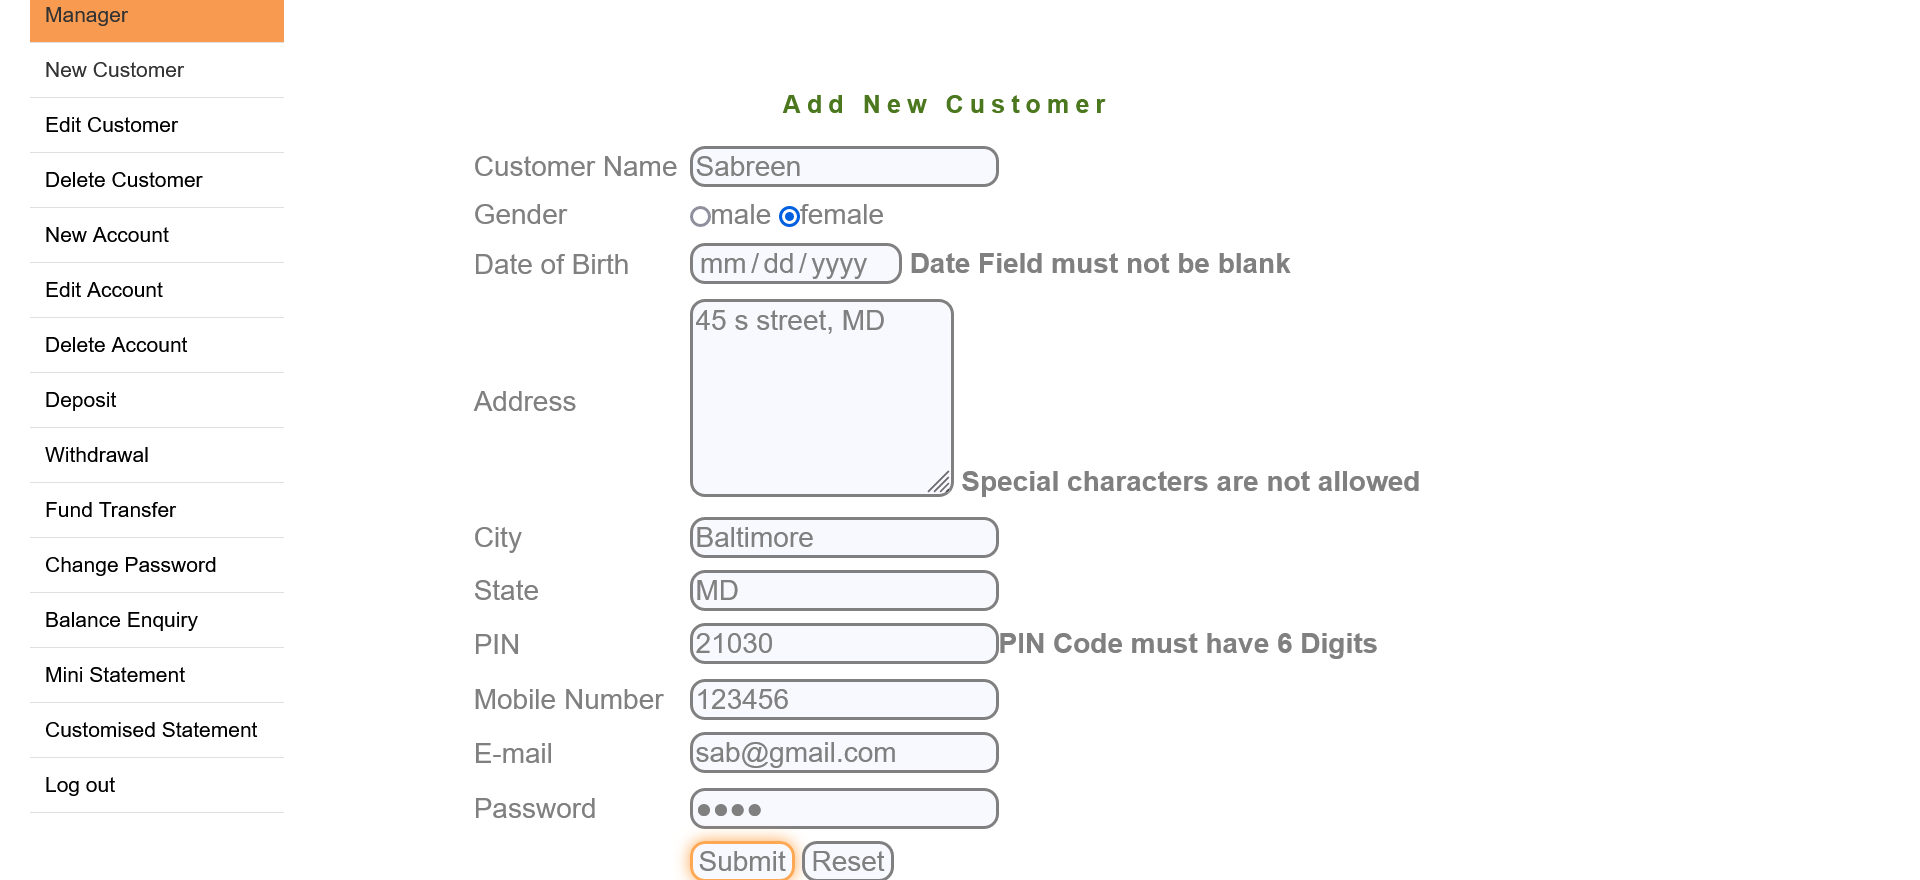 Manager
New Customer
Edit Customer
Delete Customer
New Account
Edit Account
Delete Account
Deposit
Withdrawal
Fund Transfer
Change Password
Balance Enquiry
Mini Statement
Customised Statement
Log out
Add New Customer
Customer Name Sabreen
Gender male female
Date of Birth mm/dd/yyyy Date Field must not be blank
45 s street, MD
Address
Special characters are not allowed
City Baltimore
State MD
PIN 21030 PIN Code must have 6 Digits
Mobile Number 123456
E-mail sab@gmail.com
Password ●●●●
Submit Reset